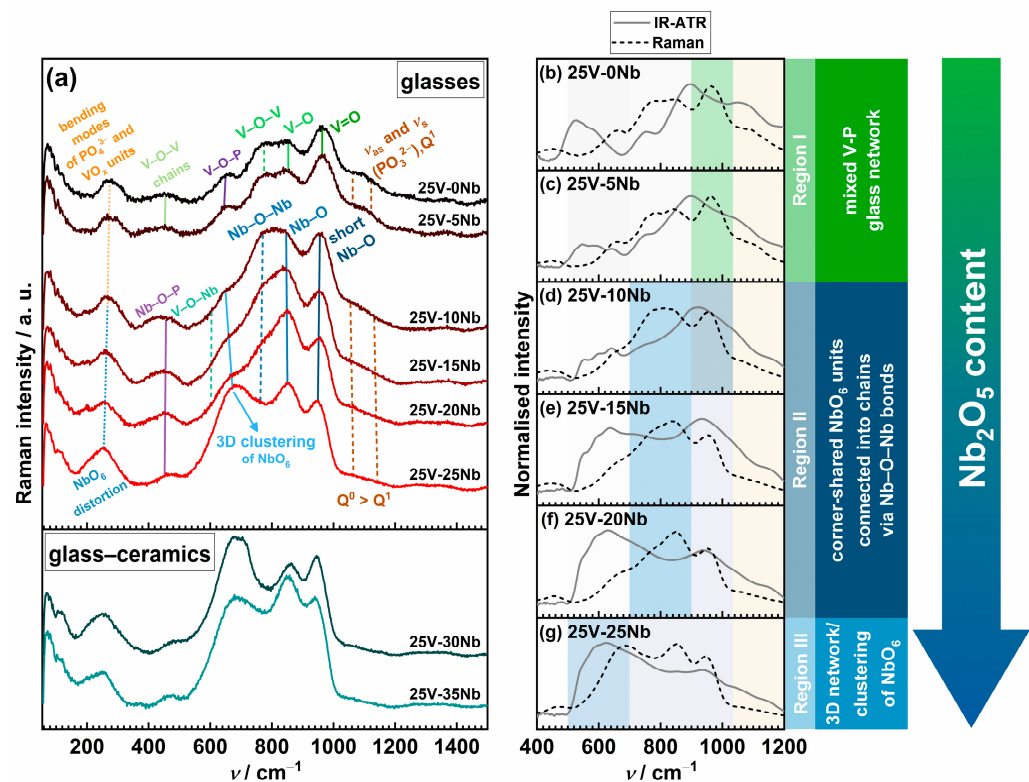 IR-ATR
Raman
(a)
glasses
bending
modes
of PO₄³⁻ and
VOₓ units
V–O–V
chains
V–O–P
V–O–V
V–O
V=O
νas and νs
(PO₃²⁻),Q¹
25V-0Nb
25V-5Nb
Nb–O–Nb
Nb–O
short
Nb–O
Nb–O–P
V–O–Nb
25V-10Nb
25V-15Nb
25V-20Nb
3D clustering
of NbO₆
25V-25Nb
NbO₆
distortion
Q⁰ > Q¹
glass–ceramics
25V-30Nb
25V-35Nb
Raman intensity / a. u.
200 400 600 800 1000 1200 1400
ν / cm⁻¹
(b) 25V-0Nb
(c) 25V-5Nb
(d) 25V-10Nb
(e) 25V-15Nb
(f) 25V-20Nb
(g) 25V-25Nb
Normalised intensity
400 600 800 1000 1200
ν / cm⁻¹
Region I
mixed V-P
glass network
Region II
corner-shared NbO₆ units
connected into chains
via Nb–O–Nb bonds
Region III
3D network/
clustering
of NbO₆
Nb₂O₅ content